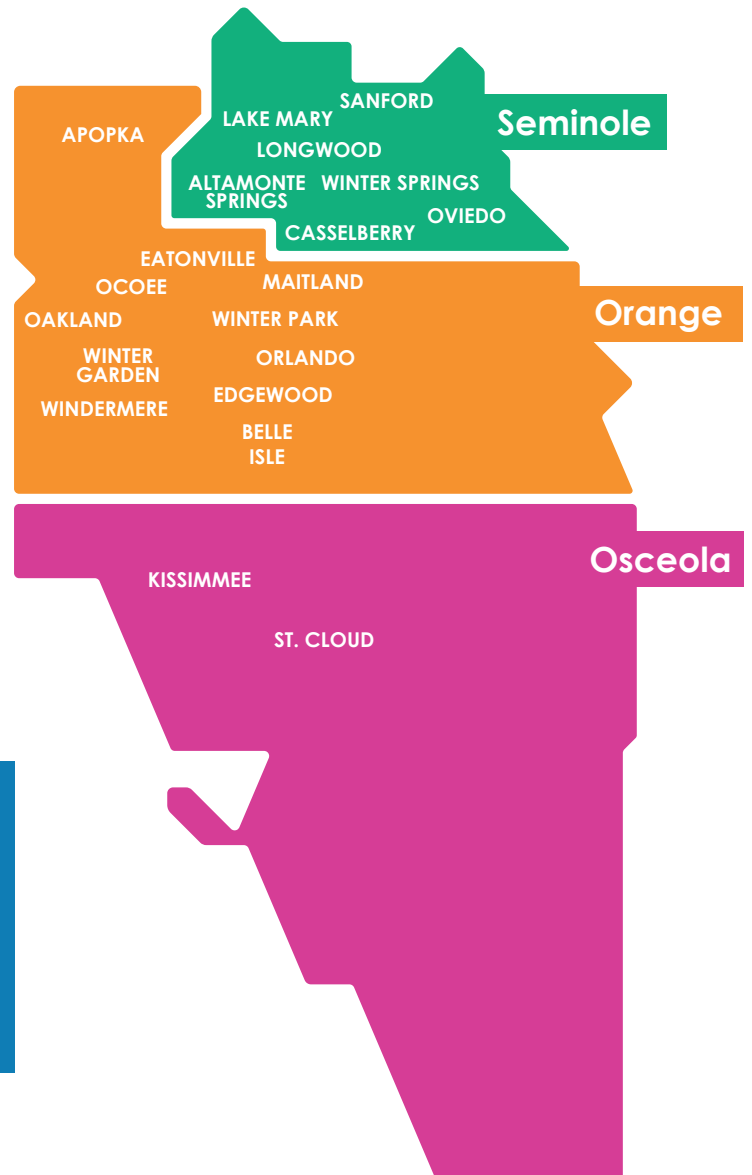 SANFORD
LAKE MARY
Seminole
APOPKA
LONGWOOD
ALTAMONTE
SPRINGS
WINTER SPRINGS
OVIEDO
CASSELBERRY
EATONVILLE
MAITLAND
OCOEE
Orange
OAKLAND
WINTER PARK
WINTER
GARDEN
ORLANDO
EDGEWOOD
WINDERMERE
BELLE
ISLE
Osceola
KISSIMMEE
ST. CLOUD